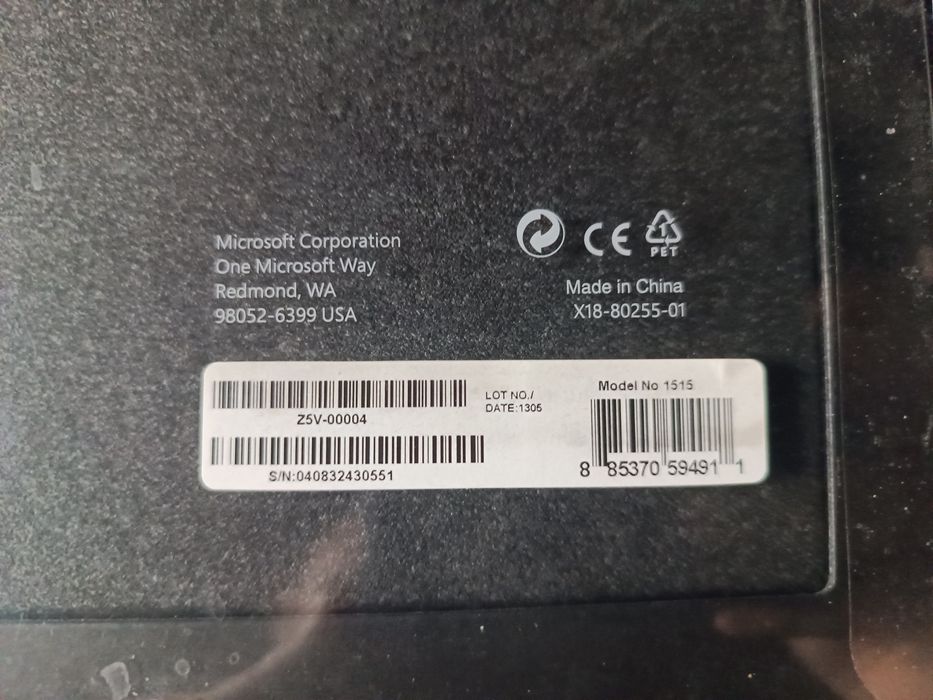 Microsoft Corporation
One Microsoft Way
Redmond, WA
98052-6399 USA
CE
1
PET
Made in China
X18-80255-01
Z5V-00004
LOT NO./
DATE:1305
Model No 1515
S/N:040832430551
8 85370 59491 1